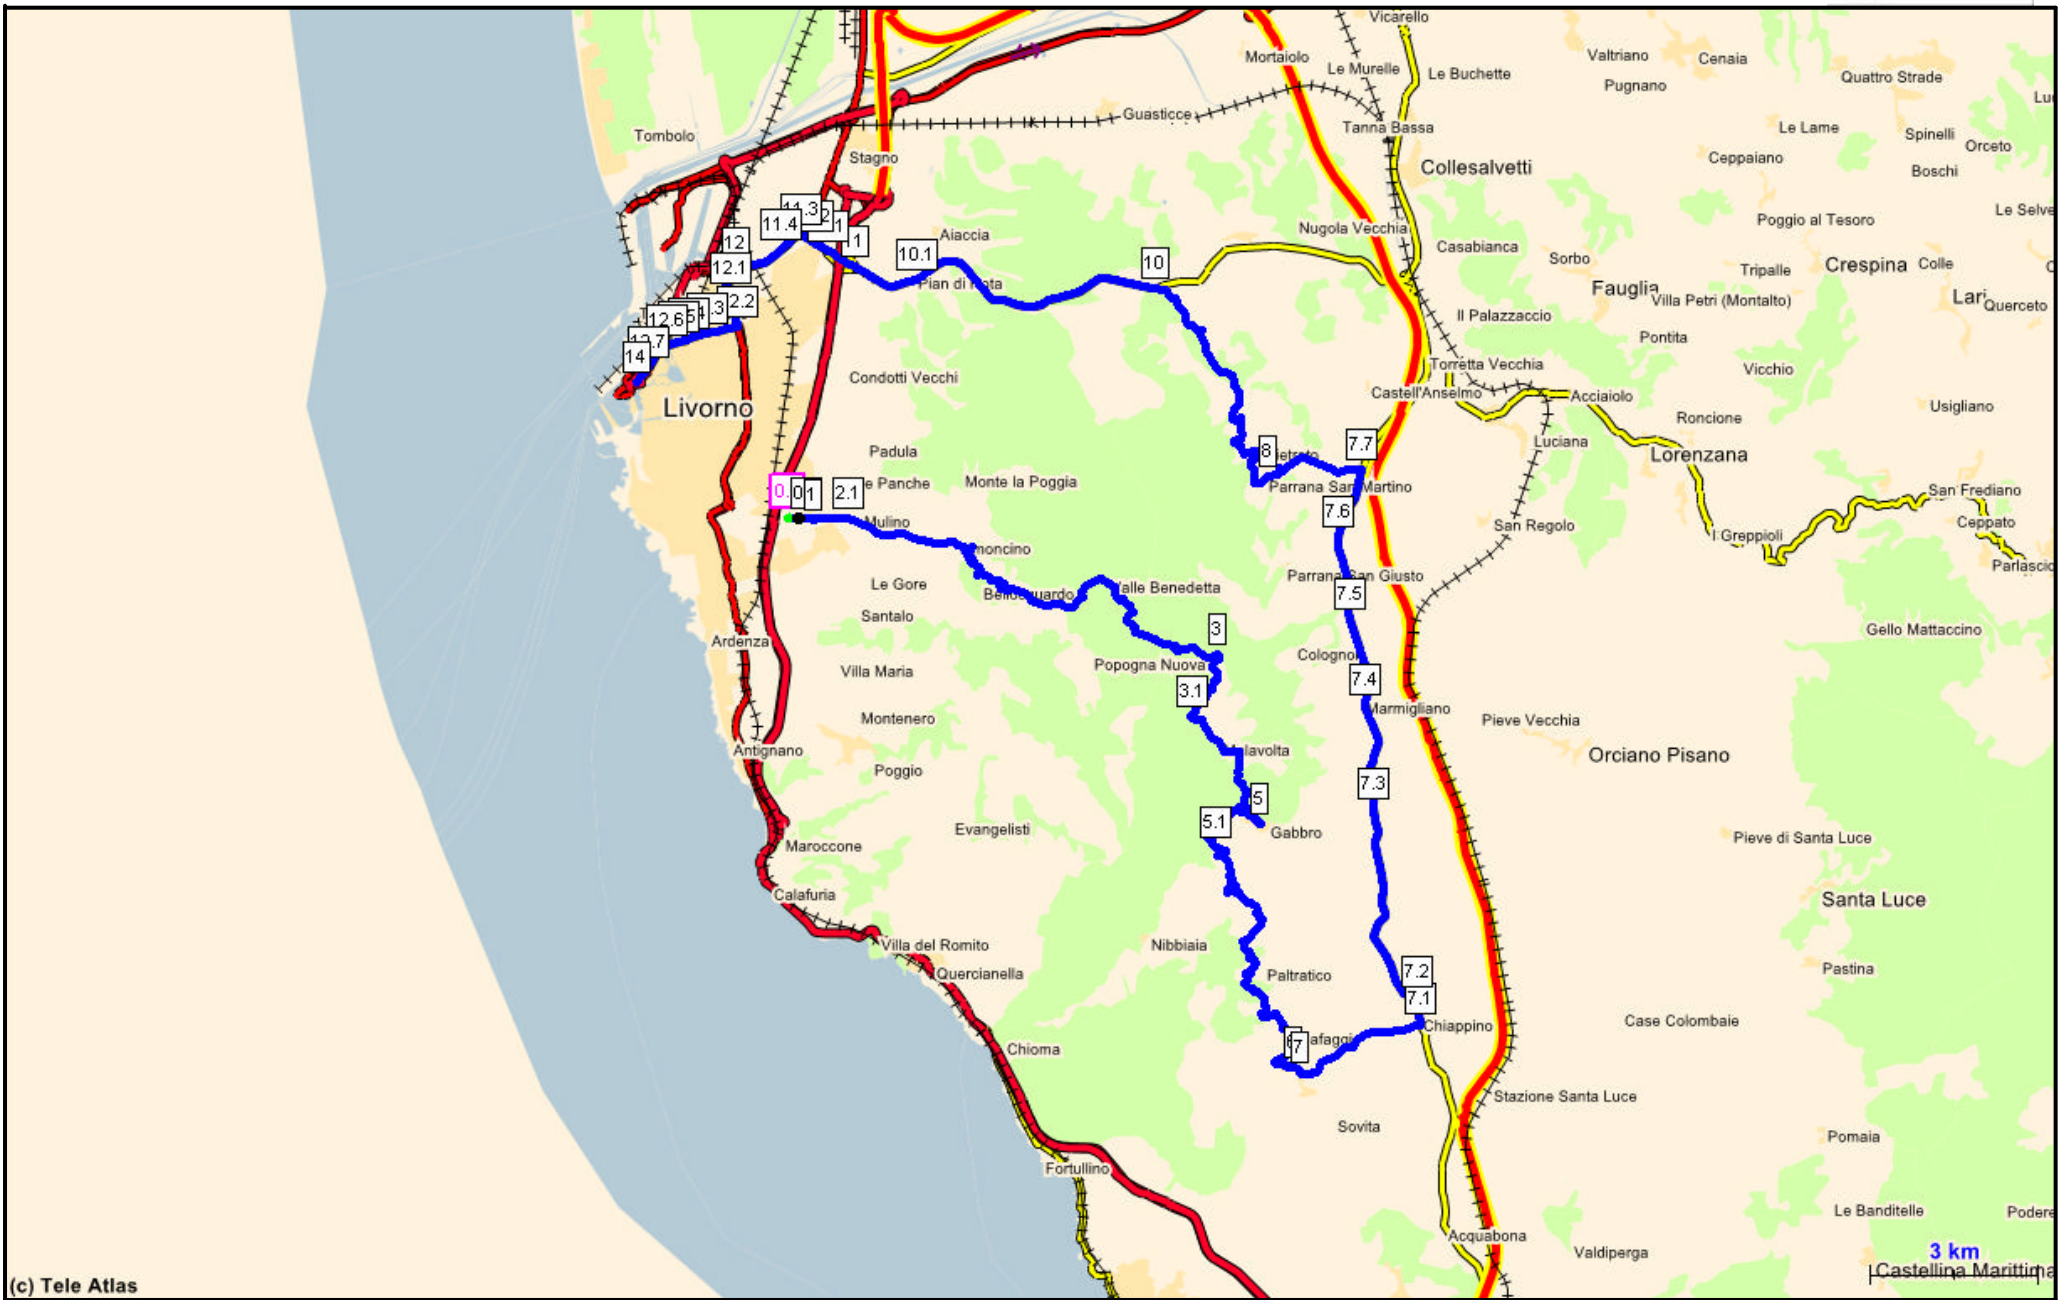 Vicarello
Mortaiolo
Valtriano
Cenaia
Le Murelle
Le Buchette
Quattro Strade
Pugnano
Guasticce
Tanna Bassa
Le Lame
Spinelli
Tombolo
Orceto
Stagno
Ceppaiano
Collesalvetti
Boschi
11.3
Le Selve
11.4
Poggio al Tesoro
Nugola Vecchia
Aiaccia
12
1
Casabianca
10.1
10
Sorbo
Crespina
Colle
12.1
Tripalle
Fauglia
Villa Petri (Montalto)
Lari
Querceto
Il Palazzaccio
12.6
Pontita
14
Torretta Vecchia
Vicchio
Condotti Vecchi
Castell'Anselmo
Acciaiolo
Livorno
Usigliano
Roncione
Luciana
7.7
Padula
8
Lorenzana
Monte la Poggia
Parrana San Martino
San Frediano
2.1
7.6
Mulino
San Regolo
Ceppato
I Greppioli
Parrana San Giusto
Le Gore
Valle Benedetta
7.5
Santalo
3
Gello Mattaccino
Ardenza
Popogna Nuova
Villa Maria
7.4
3.1
Marmigliano
Montenero
Pieve Vecchia
Antignano
Orciano Pisano
Poggio
7.3
5
5.1
Evangelisti
Gabbro
Pieve di Santa Luce
Maroccone
Calafuria
Santa Luce
Villa del Romito
Nibbiaia
Quercianella
Paltratico
7.2
Pastina
7.1
Chiappino
Case Colombaie
7
Chioma
Stazione Santa Luce
Sovita
Pomaia
Fortullino
Le Banditelle
Podere
Acquabona
Valdiperga
3 km
Castellina Marittima
(c) Tele Atlas